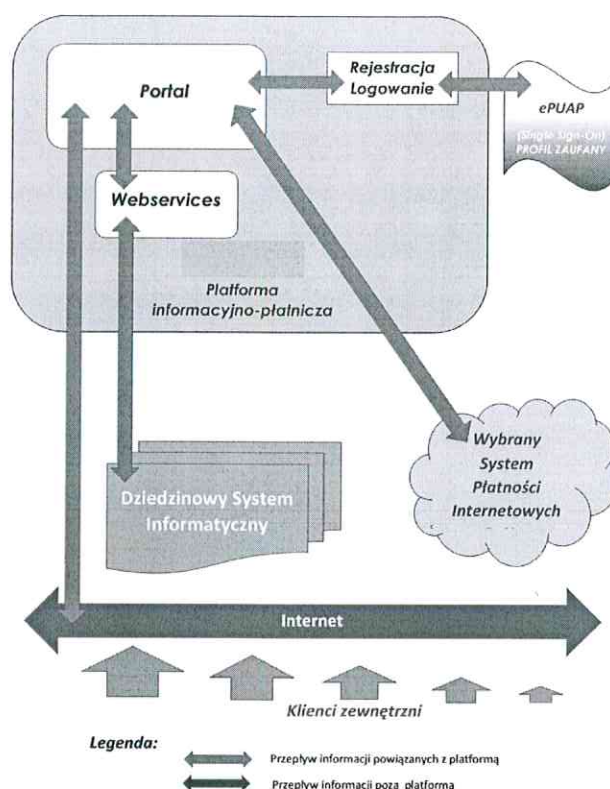 Portal
Rejestracja
Logowanie
ePUAP
(Single Sign-On)
PROFIL ZAUFANY
Webservices
Platforma
informacyjno-płatnicza
Wybrany
System
Płatności
Internetowych
Dziedzinowy System
Informatyczny
Internet
Klienci zewnętrzni
Legenda:
Przepływ informacji powiązanych z platformą
Przepływ informacji poza platformą